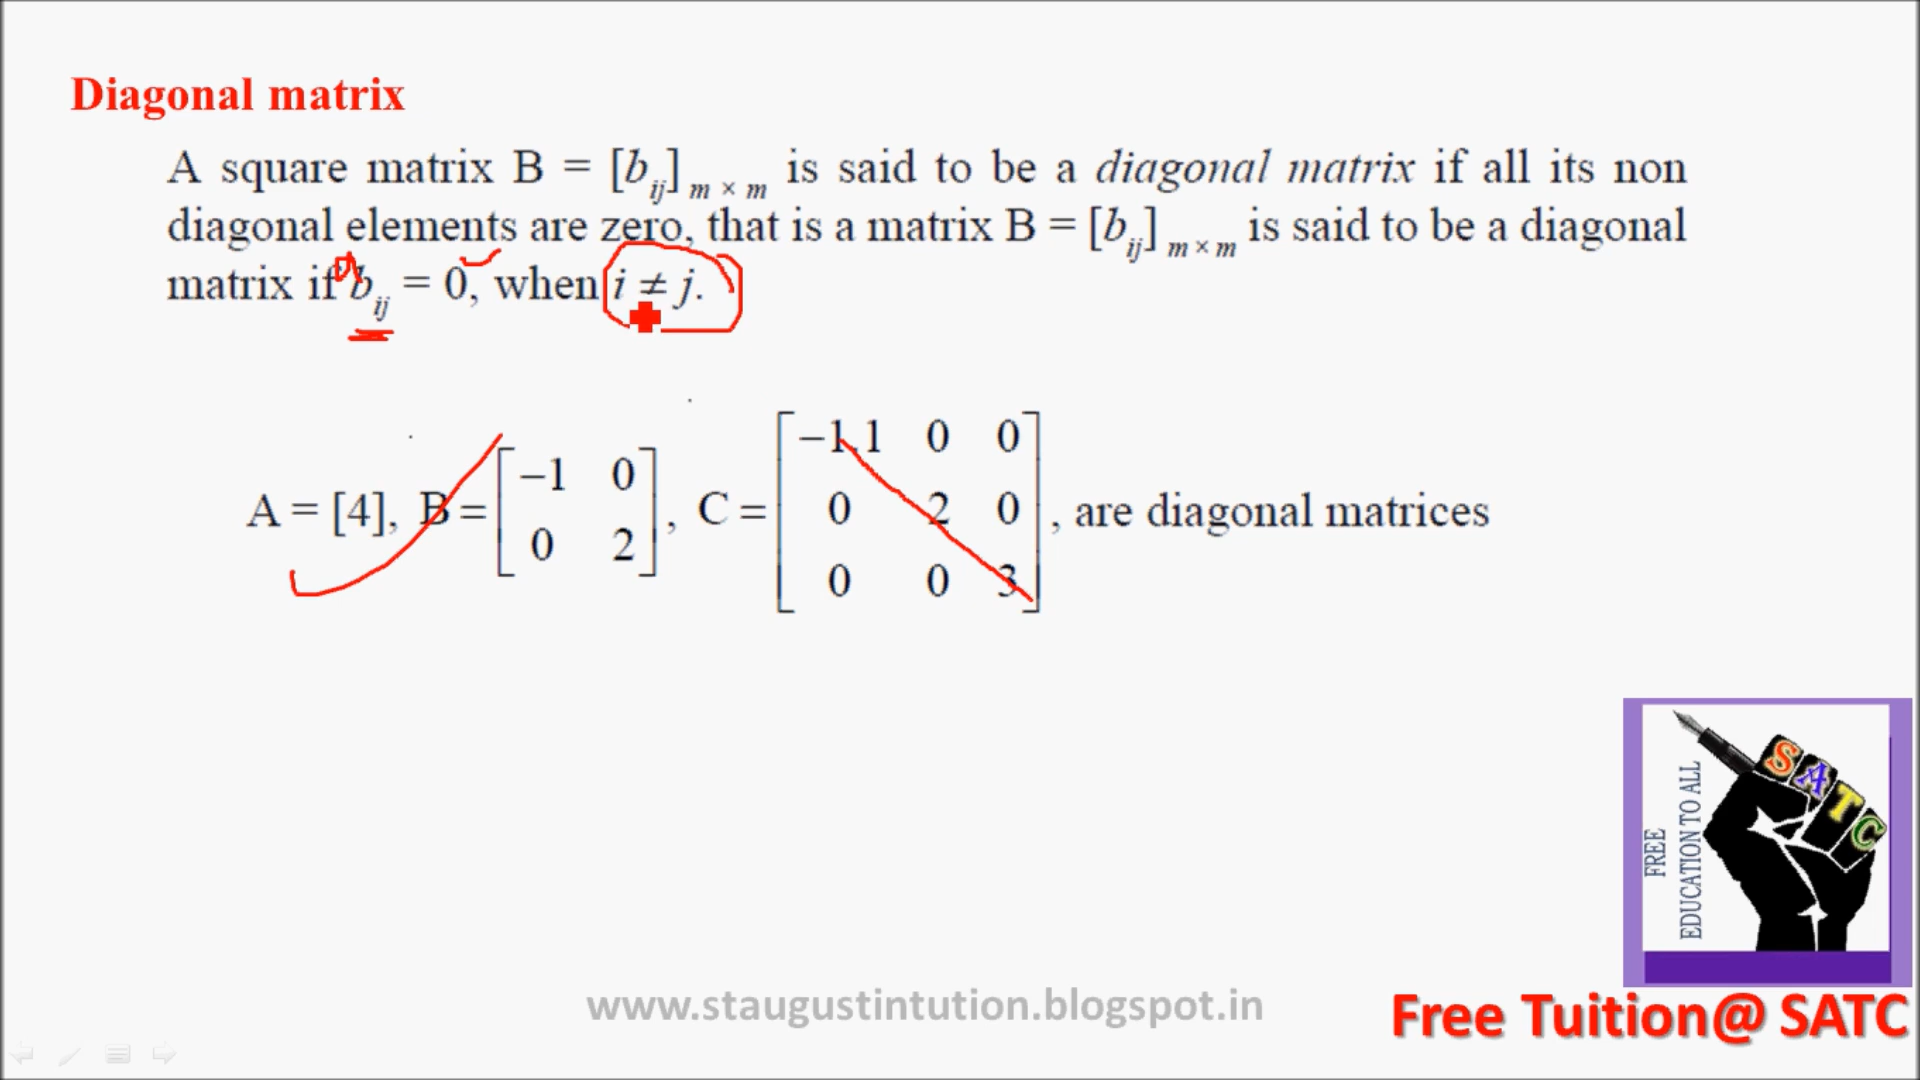 Diagonal matrix
A square matrix B = [b_ij]_{m × m} is said to be a diagonal matrix if all its non
diagonal elements are zero, that is a matrix B = [b_ij]_{m × m} is said to be a diagonal
matrix if b_ij = 0, when i ≠ j.
A = [4], B = [−1 0; 0 2], C = [−1.1 0 0; 0 2 0; 0 0 3], are diagonal matrices
SATC
FREE
EDUCATION TO ALL
www.staugustintution.blogspot.in
Free Tuition@ SATC